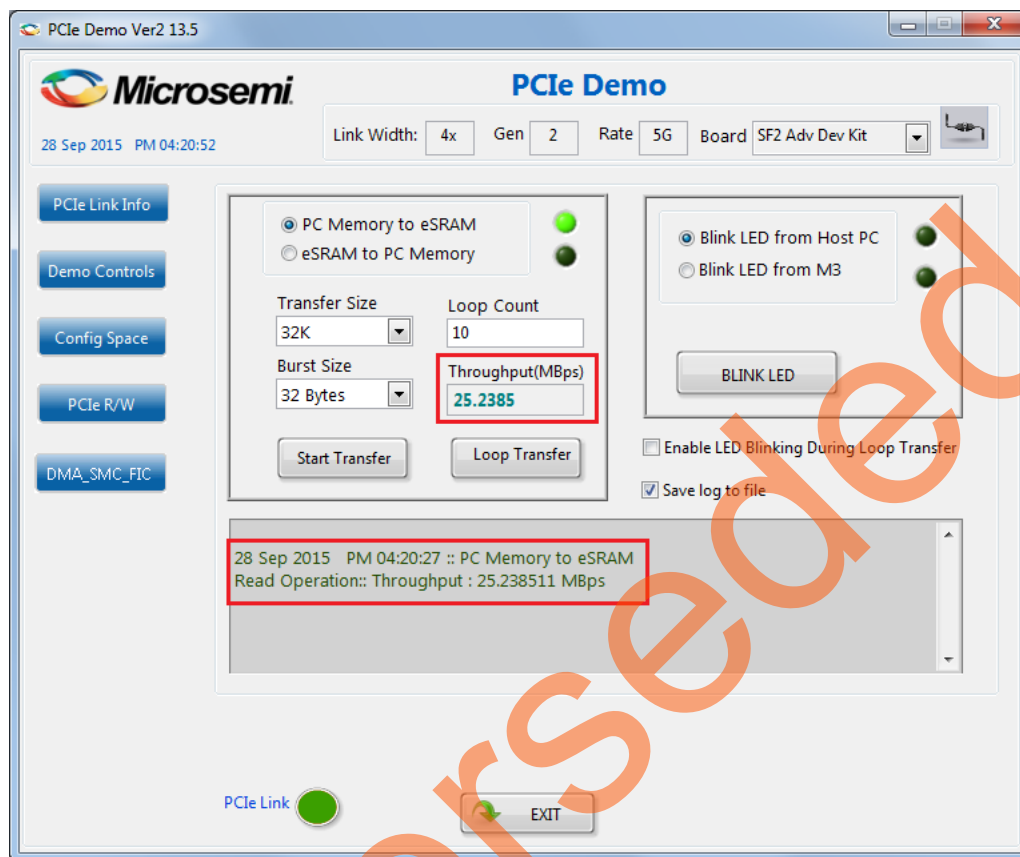 PCIe Demo Ver2 13.5
Microsemi.
PCIe Demo
28 Sep 2015 PM 04:20:52
Link Width: 4x Gen 2 Rate 5G Board SF2 Adv Dev Kit
PCIe Link Info
Demo Controls
Config Space
PCIe R/W
DMA_SMC_FIC
PC Memory to eSRAM
eSRAM to PC Memory
Transfer Size
32K
Loop Count
10
Burst Size
32 Bytes
Throughput(MBps)
25.2385
Start Transfer
Loop Transfer
Blink LED from Host PC
Blink LED from M3
BLINK LED
Enable LED Blinking During Loop Transfer
Save log to file
28 Sep 2015 PM 04:20:27 :: PC Memory to eSRAM
Read Operation:: Throughput : 25.238511 MBps
PCIe Link
EXIT
erseded